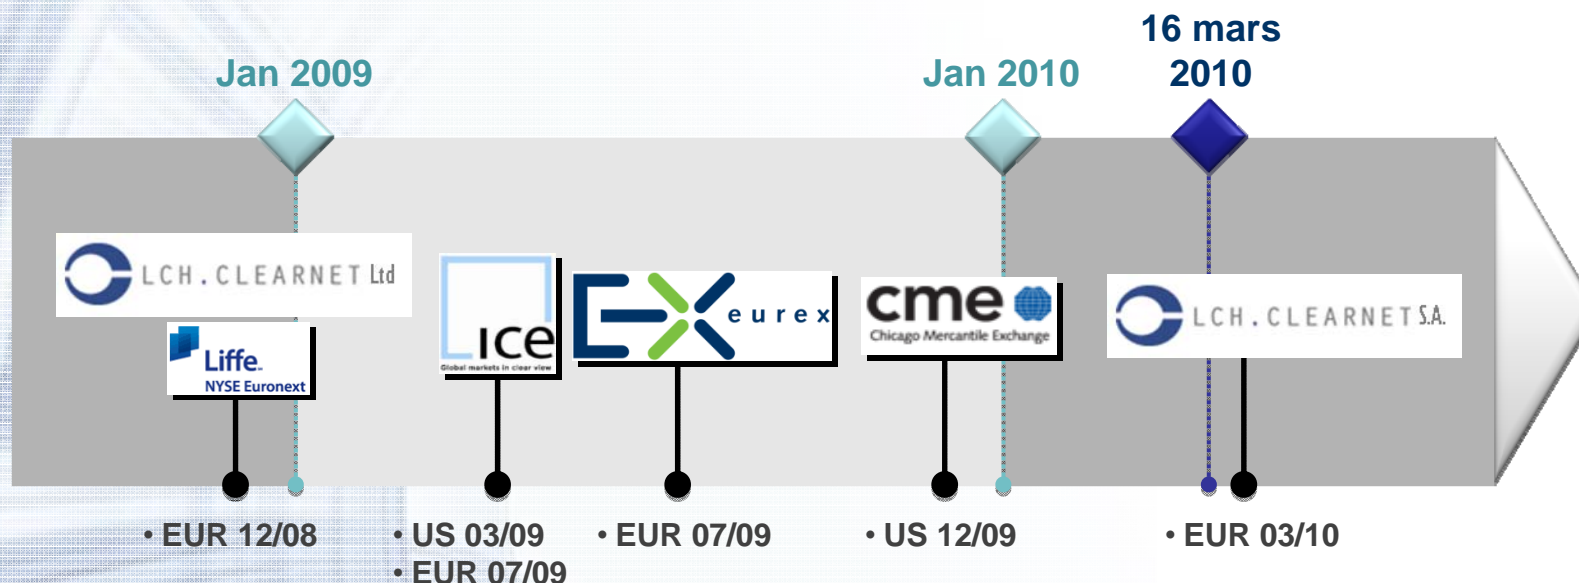 16 mars
2010
Jan 2009
Jan 2010
LCH.CLEARNET Ltd
Liffe
NYSE Euronext
ICE
Global markets in clear view
eurex
cme
Chicago Mercantile Exchange
LCH.CLEARNET S.A.
• EUR 12/08
• US 03/09
• EUR 07/09
• EUR 07/09
• US 12/09
• EUR 03/10